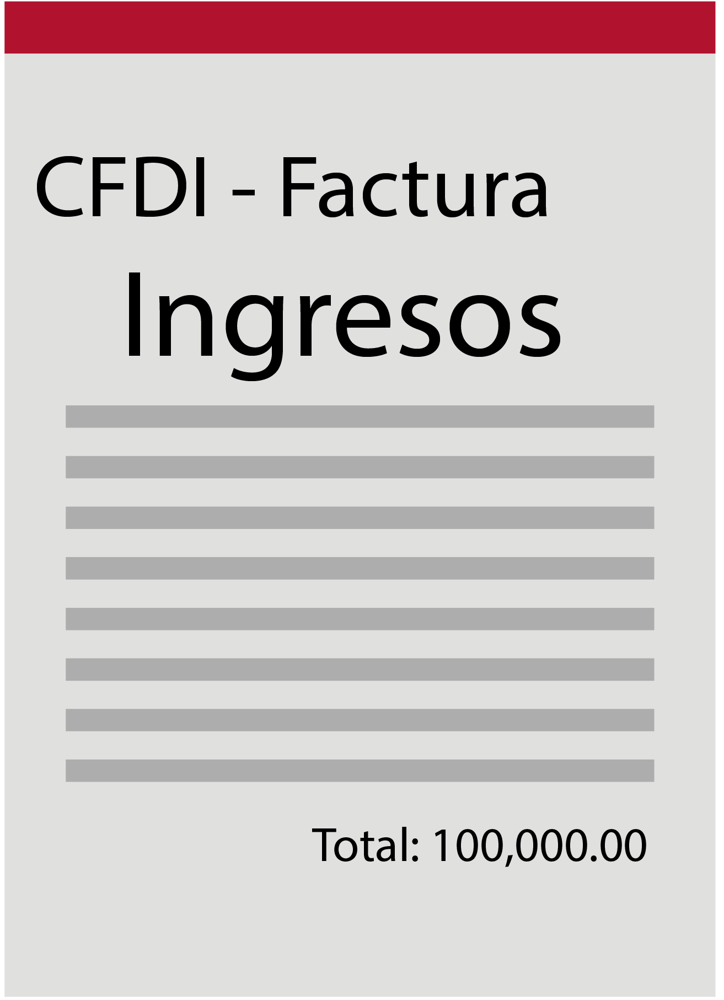 CFDI - Factura
Ingresos
Total: 100,000.00